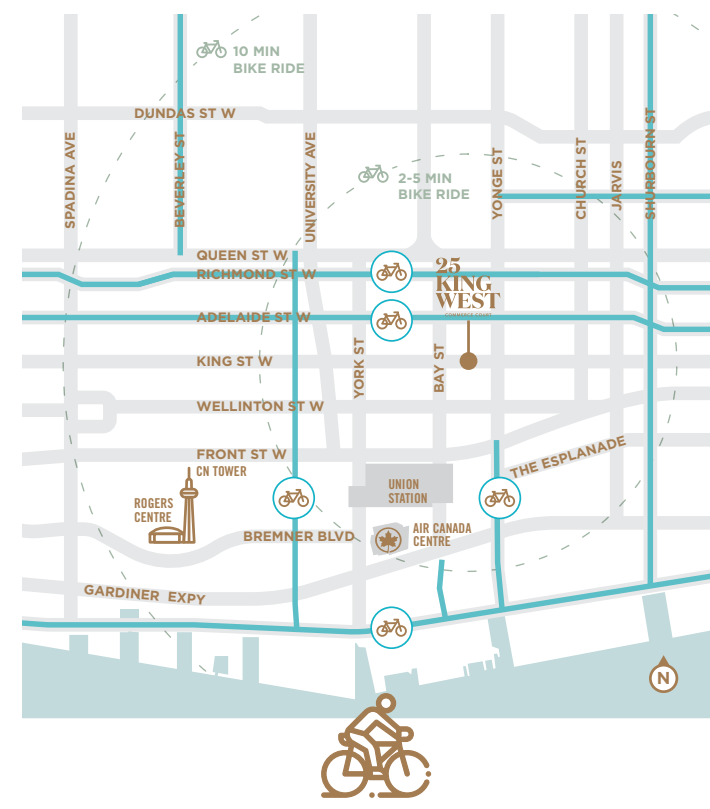 10 MIN
BIKE RIDE
DUNDAS ST W
SPADINA AVE
BEVERLEY ST
UNIVERSITY AVE
2-5 MIN
BIKE RIDE
YONGE ST
CHURCH ST
JARVIS
SHURBOURN ST
QUEEN ST W
RICHMOND ST W
25
KING
WEST
COMMERCE COURT
ADELAIDE ST W
KING ST W
YORK ST
BAY ST
WELLINTON ST W
FRONT ST W
THE ESPLANADE
CN TOWER
UNION
STATION
ROGERS
CENTRE
BREMNER BLVD
AIR CANADA
CENTRE
GARDINER EXPY
N